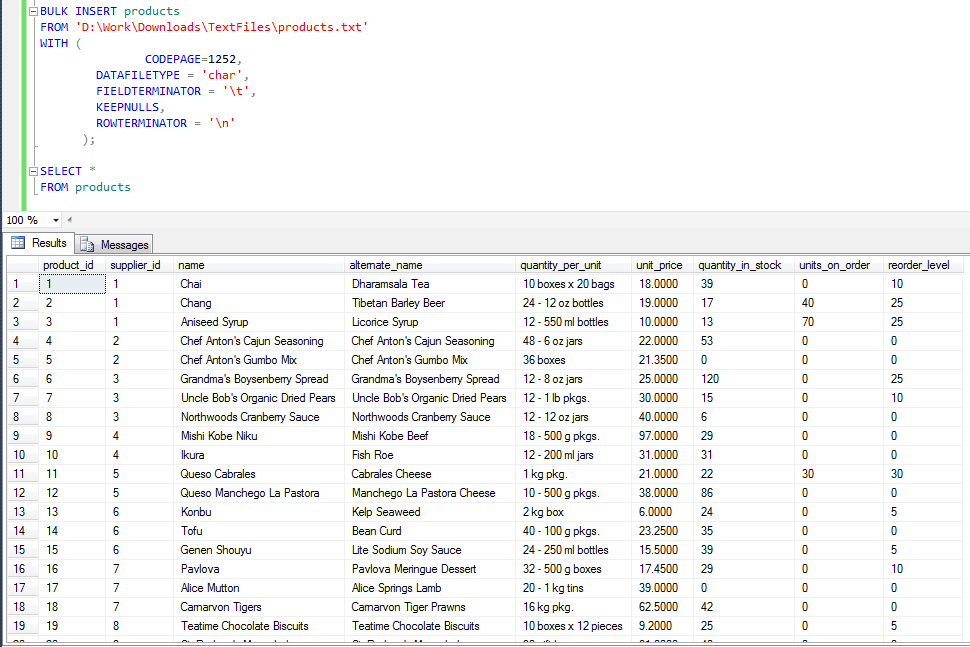 BULK INSERT products
FROM 'D:\Work\Downloads\TextFiles\products.txt'
WITH (
CODEPAGE=1252,
DATAFILETYPE = 'char',
FIELDTERMINATOR = '\t',
KEEPNULLS,
ROWTERMINATOR = '\n'
);
SELECT *
FROM products
100 %
Results Messages
product_id supplier_id name alternate_name quantity_per_unit unit_price quantity_in_stock units_on_order reorder_level
1 1 1 Chai Dharamsala Tea 10 boxes x 20 bags 18.0000 39 0 10
2 2 1 Chang Tibetan Barley Beer 24 - 12 oz bottles 19.0000 17 40 25
3 3 1 Aniseed Syrup Licorice Syrup 12 - 550 ml bottles 10.0000 13 70 25
4 4 2 Chef Anton's Cajun Seasoning Chef Anton's Cajun Seasoning 48 - 6 oz jars 22.0000 53 0 0
5 5 2 Chef Anton's Gumbo Mix Chef Anton's Gumbo Mix 36 boxes 21.3500 0 0 0
6 6 3 Grandma's Boysenberry Spread Grandma's Boysenberry Spread 12 - 8 oz jars 25.0000 120 0 25
7 7 3 Uncle Bob's Organic Dried Pears Uncle Bob's Organic Dried Pears 12 - 1 lb pkgs. 30.0000 15 0 10
8 8 3 Northwoods Cranberry Sauce Northwoods Cranberry Sauce 12 - 12 oz jars 40.0000 6 0 0
9 9 4 Mishi Kobe Niku Mishi Kobe Beef 18 - 500 g pkgs. 97.0000 29 0 0
10 10 4 Ikura Fish Roe 12 - 200 ml jars 31.0000 31 0 0
11 11 5 Queso Cabrales Cabrales Cheese 1 kg pkg. 21.0000 22 30 30
12 12 5 Queso Manchego La Pastora Manchego La Pastora Cheese 10 - 500 g pkgs. 38.0000 86 0 0
13 13 6 Konbu Kelp Seaweed 2 kg box 6.0000 24 0 5
14 14 6 Tofu Bean Curd 40 - 100 g pkgs. 23.2500 35 0 0
15 15 6 Genen Shouyu Lite Sodium Soy Sauce 24 - 250 ml bottles 15.5000 39 0 5
16 16 7 Pavlova Pavlova Meringue Dessert 32 - 500 g boxes 17.4500 29 0 10
17 17 7 Alice Mutton Alice Springs Lamb 20 - 1 kg tins 39.0000 0 0 0
18 18 7 Carnarvon Tigers Carnarvon Tiger Prawns 16 kg pkg. 62.5000 42 0 0
19 19 8 Teatime Chocolate Biscuits Teatime Chocolate Biscuits 10 boxes x 12 pieces 9.2000 25 0 5